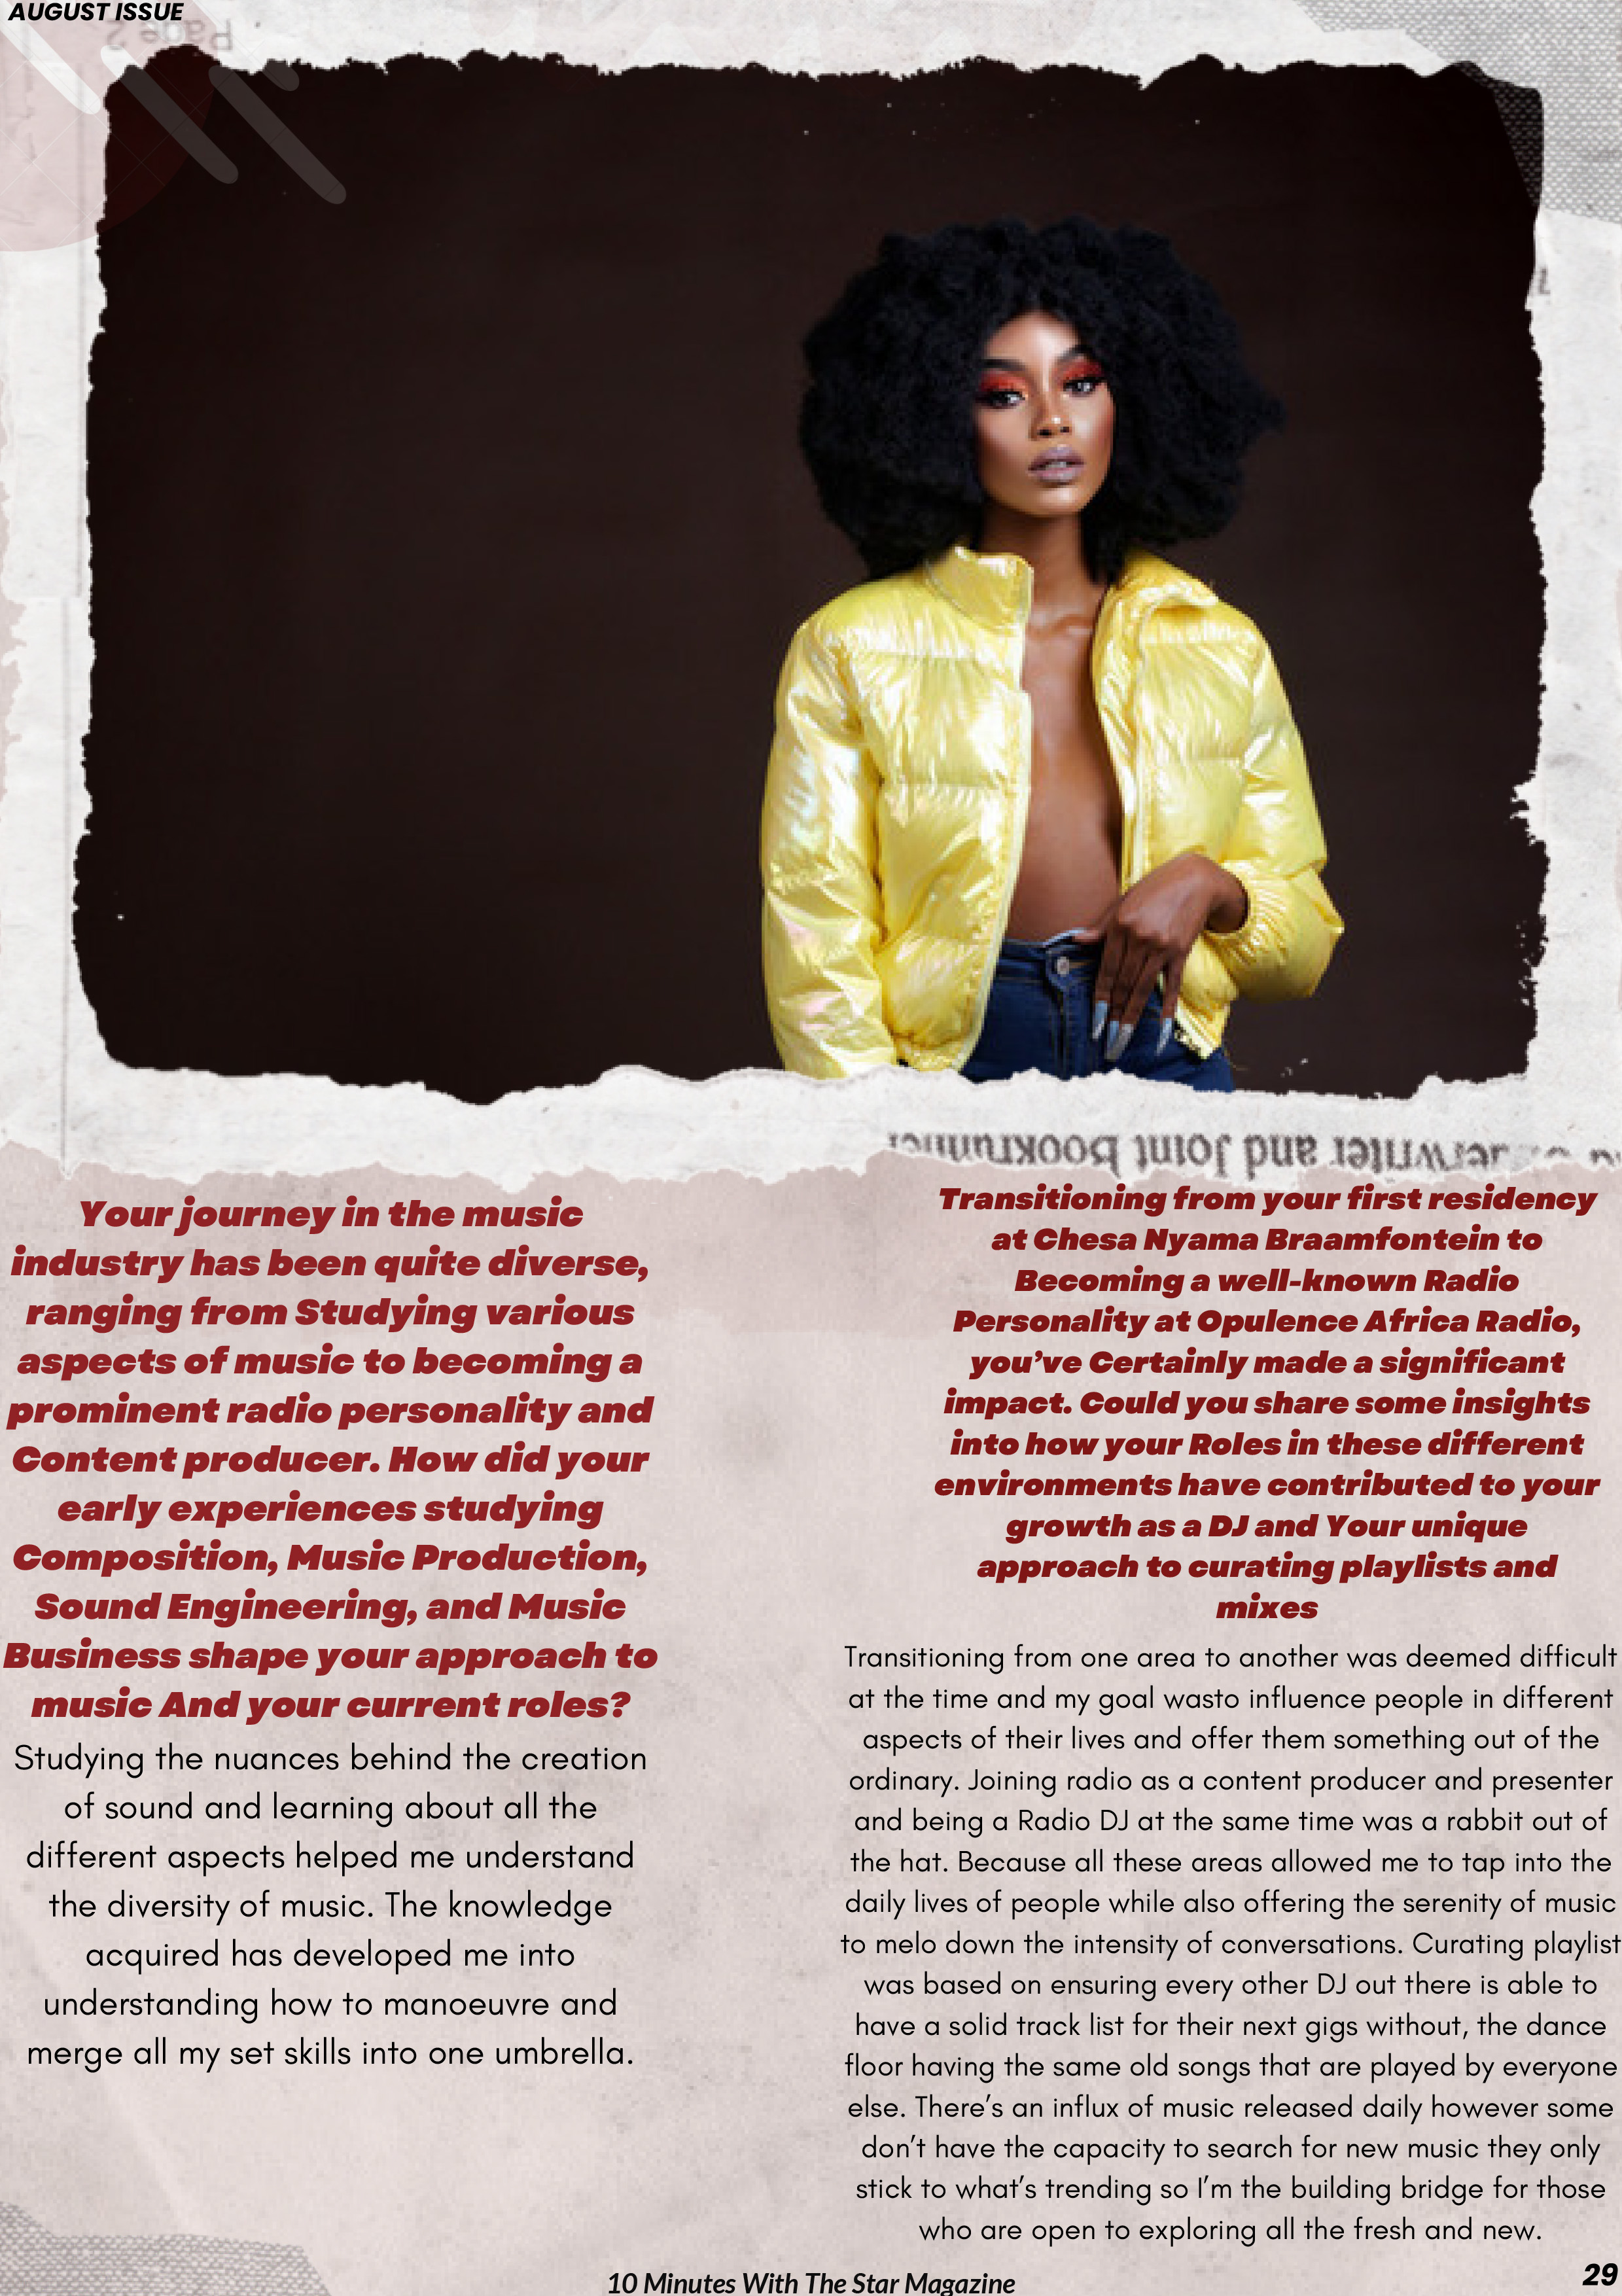 AUGUST ISSUE
Page 2
erwriter and Joint Bookrunner
Your journey in the music
industry has been quite diverse,
ranging from Studying various
aspects of music to becoming a
prominent radio personality and
Content producer. How did your
early experiences studying
Composition, Music Production,
Sound Engineering, and Music
Business shape your approach to
music And your current roles?
Studying the nuances behind the creation
of sound and learning about all the
different aspects helped me understand
the diversity of music. The knowledge
acquired has developed me into
understanding how to manoeuvre and
merge all my set skills into one umbrella.
Transitioning from your first residency
at Chesa Nyama Braamfontein to
Becoming a well-known Radio
Personality at Opulence Africa Radio,
you've Certainly made a significant
impact. Could you share some insights
into how your Roles in these different
environments have contributed to your
growth as a DJ and Your unique
approach to curating playlists and
mixes
Transitioning from one area to another was deemed difficult
at the time and my goal wasto influence people in different
aspects of their lives and offer them something out of the
ordinary. Joining radio as a content producer and presenter
and being a Radio DJ at the same time was a rabbit out of
the hat. Because all these areas allowed me to tap into the
daily lives of people while also offering the serenity of music
to melo down the intensity of conversations. Curating playlist
was based on ensuring every other DJ out there is able to
have a solid track list for their next gigs without, the dance
floor having the same old songs that are played by everyone
else. There's an influx of music released daily however some
don't have the capacity to search for new music they only
stick to what's trending so I'm the building bridge for those
who are open to exploring all the fresh and new.
10 Minutes With The Star Magazine
29